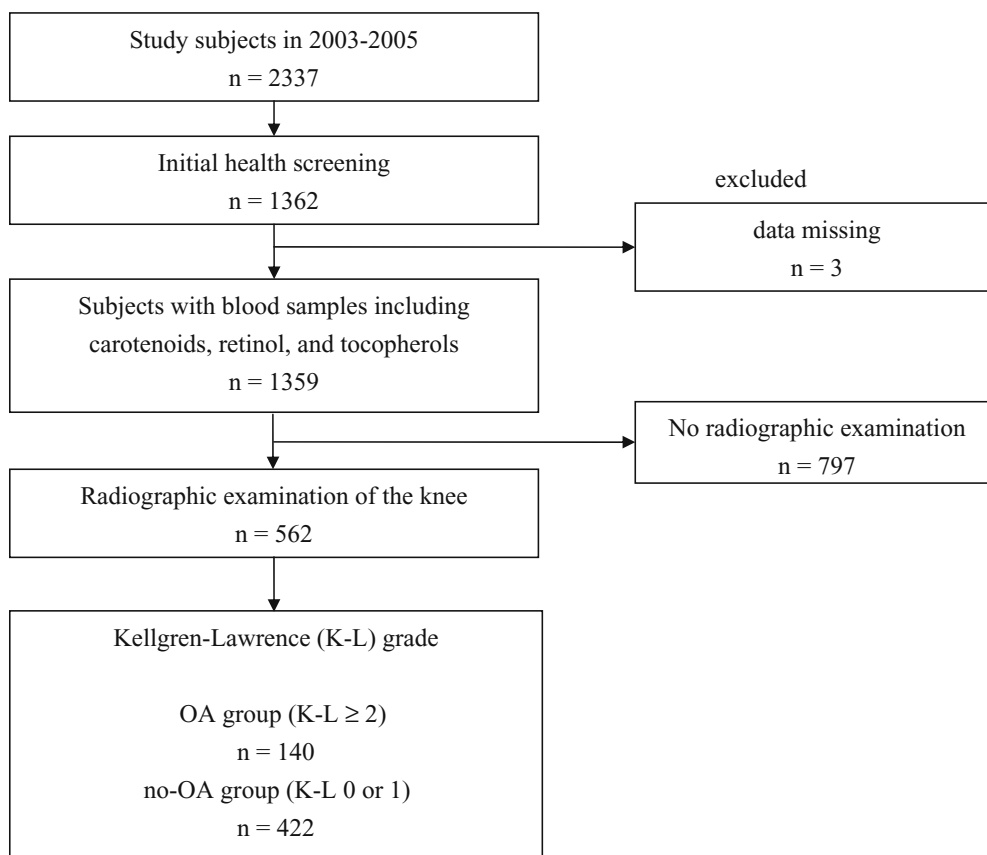 Study subjects in 2003-2005
n = 2337
Initial health screening
n = 1362
excluded
data missing
n = 3
Subjects with blood samples including
carotenoids, retinol, and tocopherols
n = 1359
No radiographic examination
n = 797
Radiographic examination of the knee
n = 562
Kellgren-Lawrence (K-L) grade
OA group (K-L ≥ 2)
n = 140
no-OA group (K-L 0 or 1)
n = 422